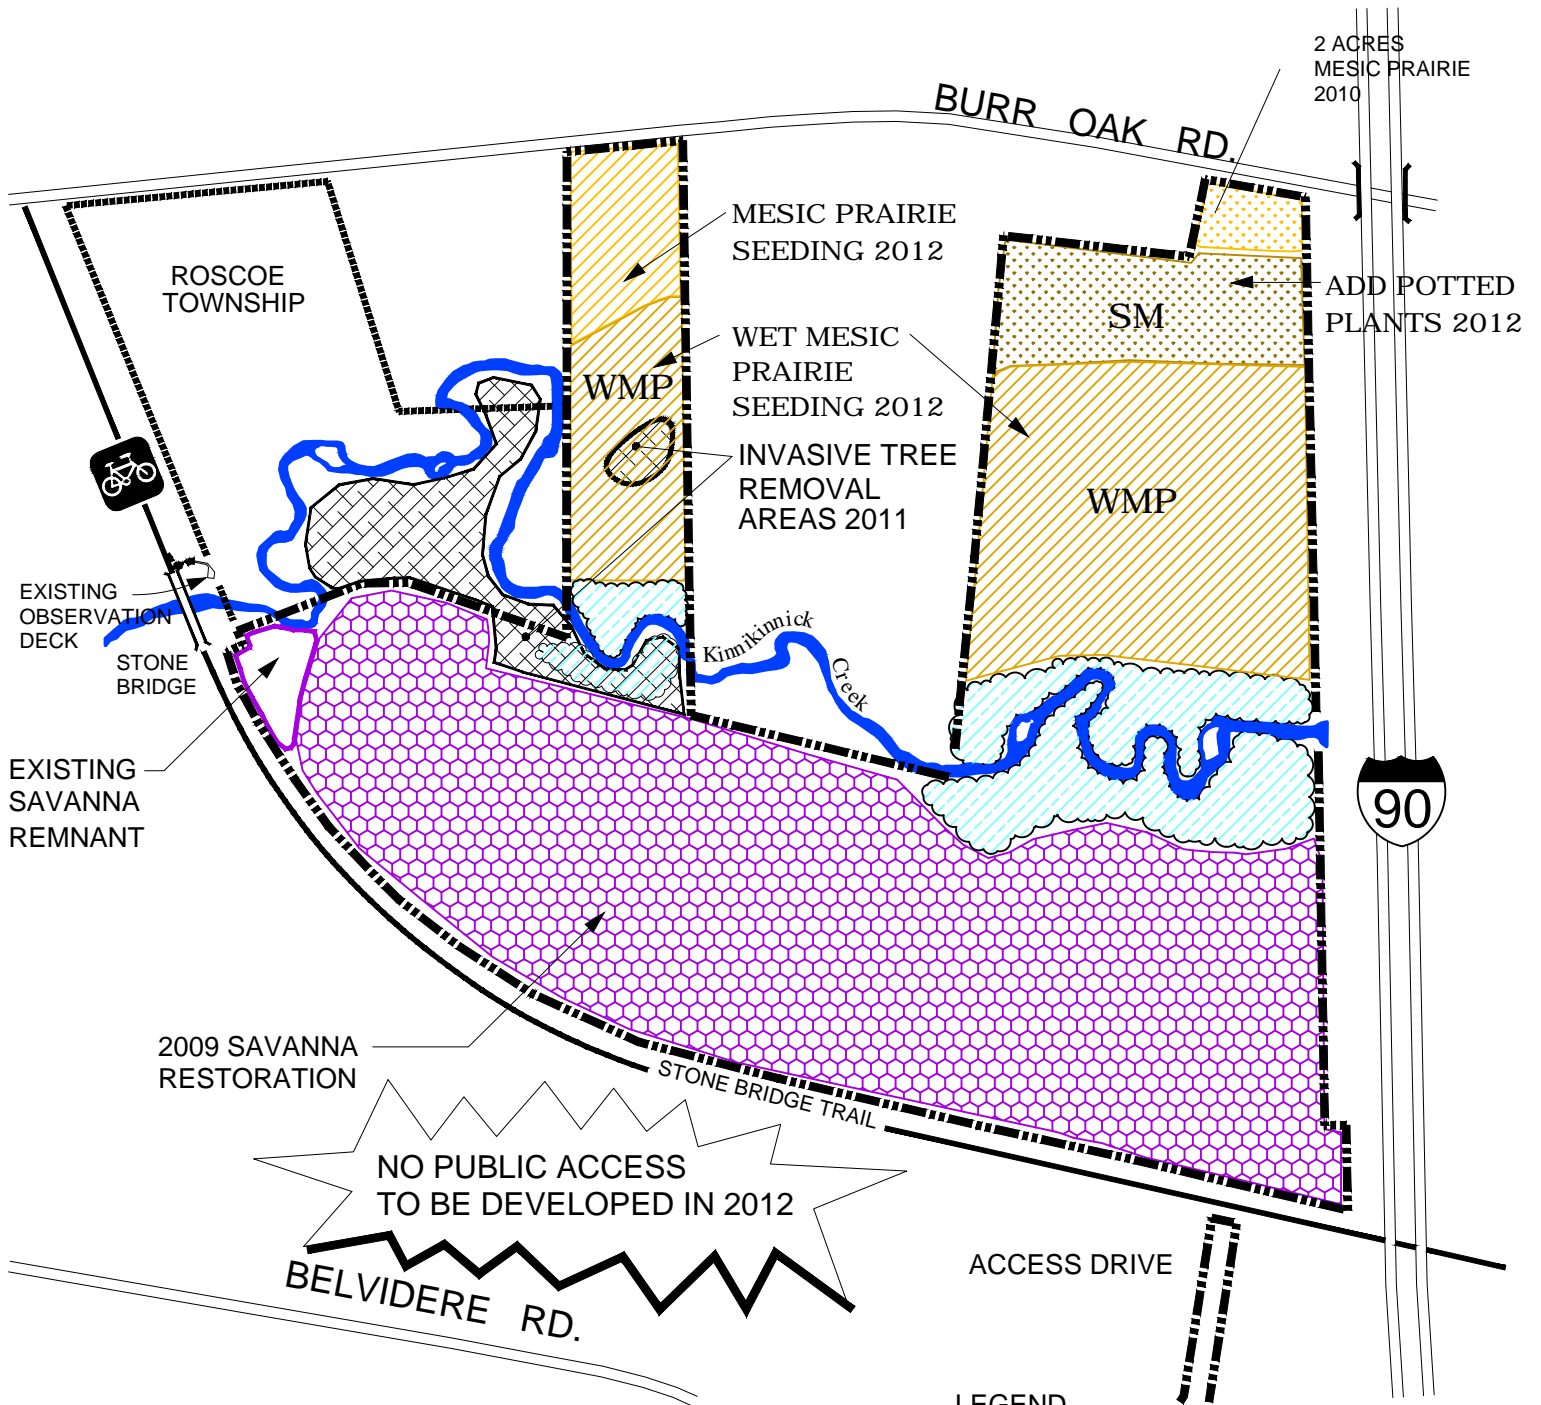 2 ACRES
MESIC PRAIRIE
2010
BURR OAK RD.
MESIC PRAIRIE
SEEDING 2012
ROSCOE
TOWNSHIP
ADD POTTED
PLANTS 2012
SM
WET MESIC
PRAIRIE
SEEDING 2012
WMP
INVASIVE TREE
REMOVAL
AREAS 2011
WMP
EXISTING
OBSERVATION
DECK
STONE
BRIDGE
Kinnikinnick
Creek
EXISTING
SAVANNA
REMNANT
90
2009 SAVANNA
RESTORATION
STONE BRIDGE TRAIL
NO PUBLIC ACCESS
TO BE DEVELOPED IN 2012
ACCESS DRIVE
BELVIDERE RD.
LEGEND